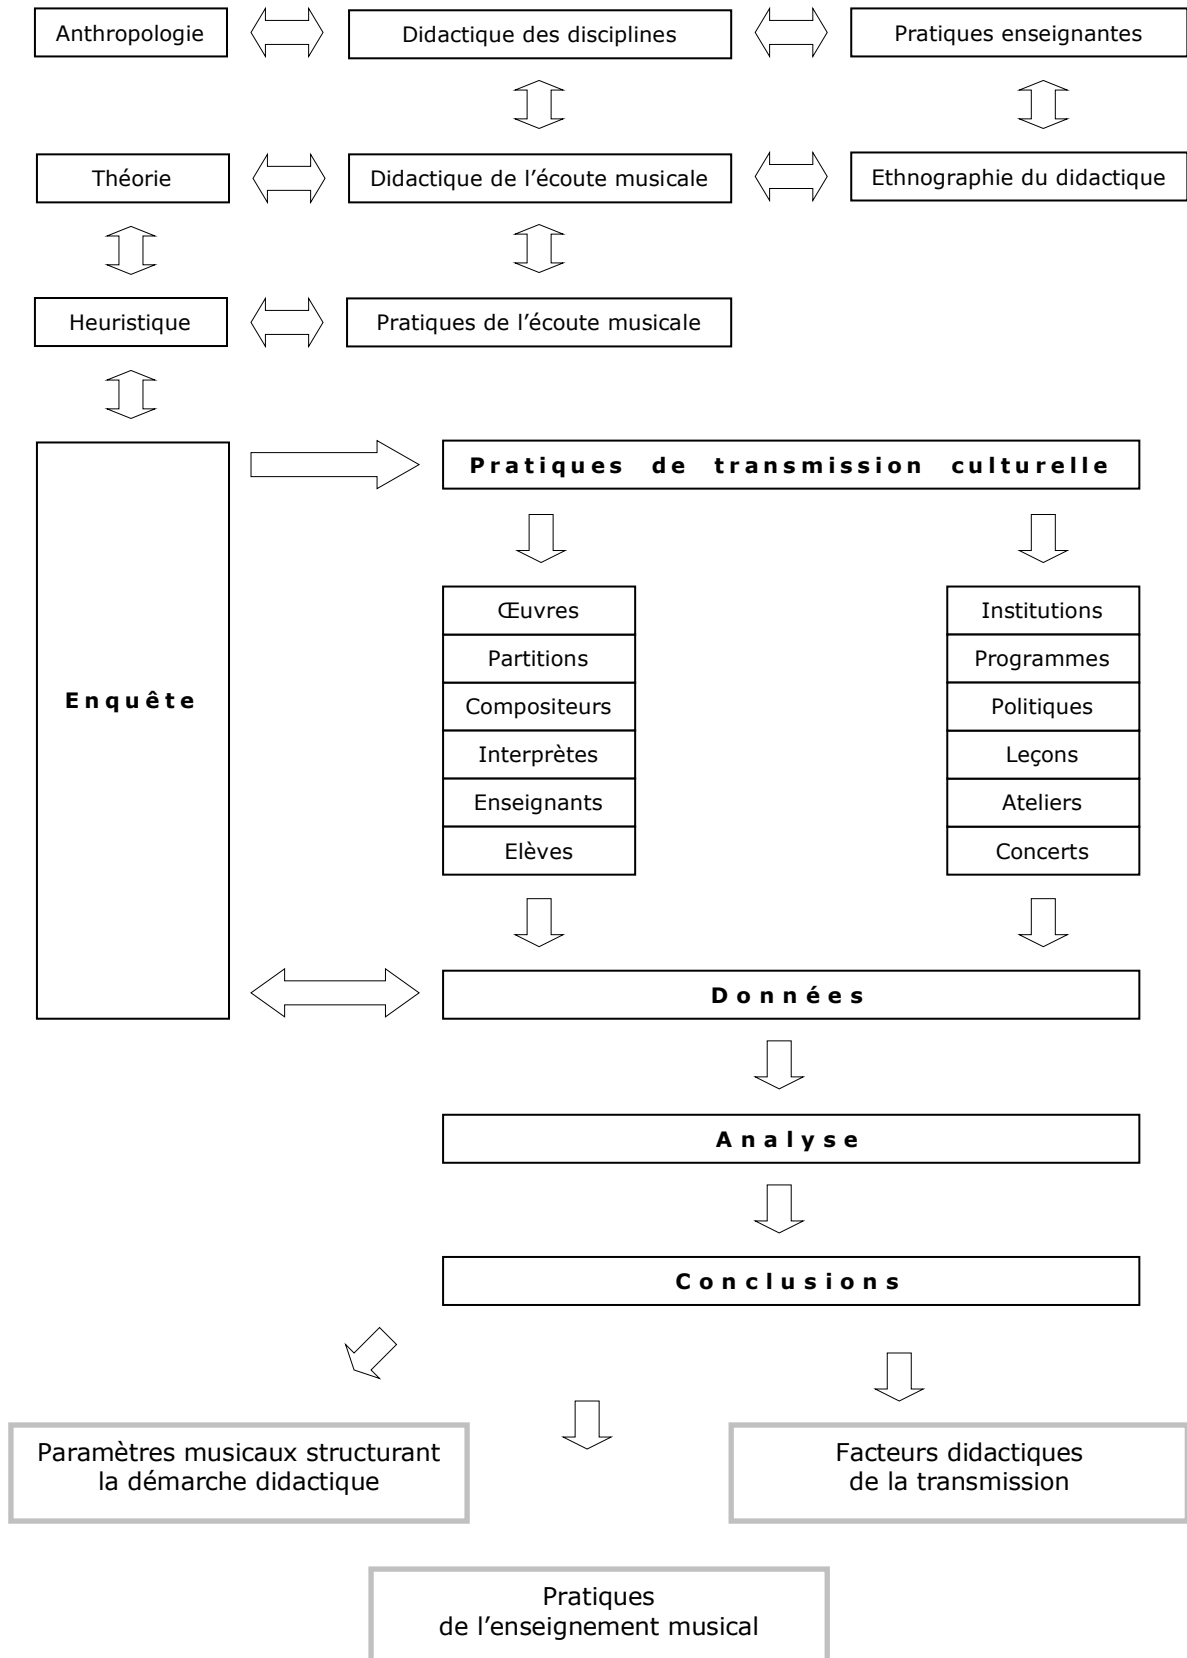 Anthropologie
Didactique des disciplines
Pratiques enseignantes
Théorie
Didactique de l’écoute musicale
Ethnographie du didactique
Heuristique
Pratiques de l’écoute musicale
Enquête
Pratiques de transmission culturelle
Œuvres
Partitions
Compositeurs
Interprètes
Enseignants
Elèves
Institutions
Programmes
Politiques
Leçons
Ateliers
Concerts
Données
Analyse
Conclusions
Paramètres musicaux structurant
la démarche didactique
Facteurs didactiques
de la transmission
Pratiques
de l’enseignement musical